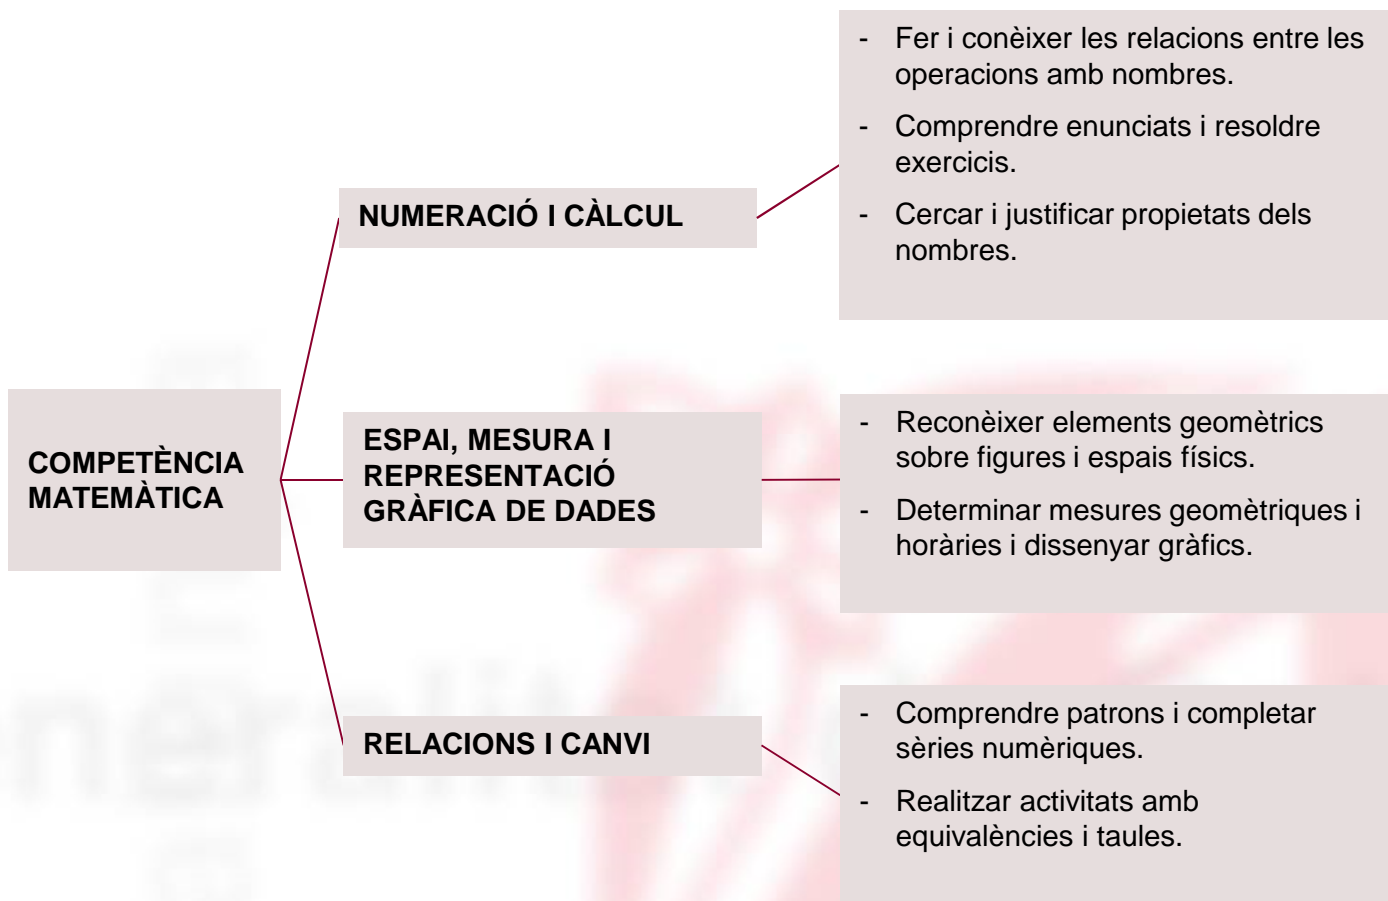 COMPETÈNCIA
MATEMÀTICA
NUMERACIÓ I CÀLCUL
- Fer i conèixer les relacions entre les
operacions amb nombres.
- Comprendre enunciats i resoldre
exercicis.
- Cercar i justificar propietats dels
nombres.
ESPAI, MESURA I
REPRESENTACIÓ
GRÀFICA DE DADES
- Reconèixer elements geomètrics
sobre figures i espais físics.
- Determinar mesures geomètriques i
horàries i dissenyar gràfics.
RELACIONS I CANVI
- Comprendre patrons i completar
sèries numèriques.
- Realitzar activitats amb
equivalències i taules.